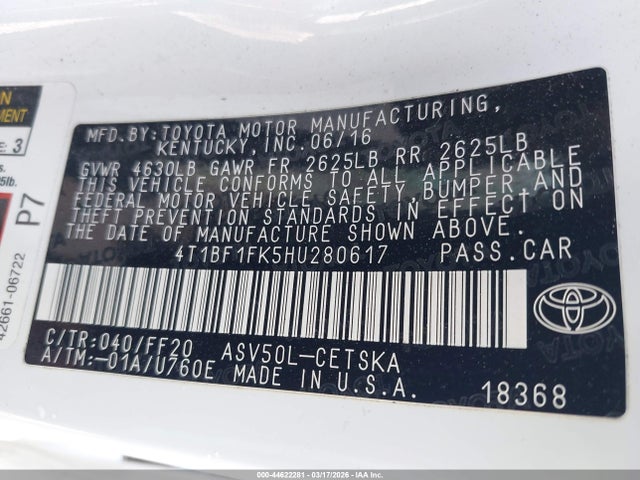 MFD.BY:TOYOTA MOTOR MANUFACTURING,
KENTUCKY,INC.06/16
GVWR 4630LB GAWR FR 2625LB RR 2625LB
THIS VEHICLE CONFORMS TO ALL APPLICABLE
FEDERAL MOTOR VEHICLE SAFETY,BUMPER,AND
THEFT PREVENTION STANDARDS IN EFFECT ON
THE DATE OF MANUFACTURE SHOWN ABOVE.
4T1BF1FK5HU280617 PASS.CAR
C/TR:040/FF20 ASV50L-CETSKA
A/TM:-01A/U760E MADE IN U.S.A.
18368
TOYOTA
3
P7
42661-06722
000-44622281 - 03/17/2026 - IAAC